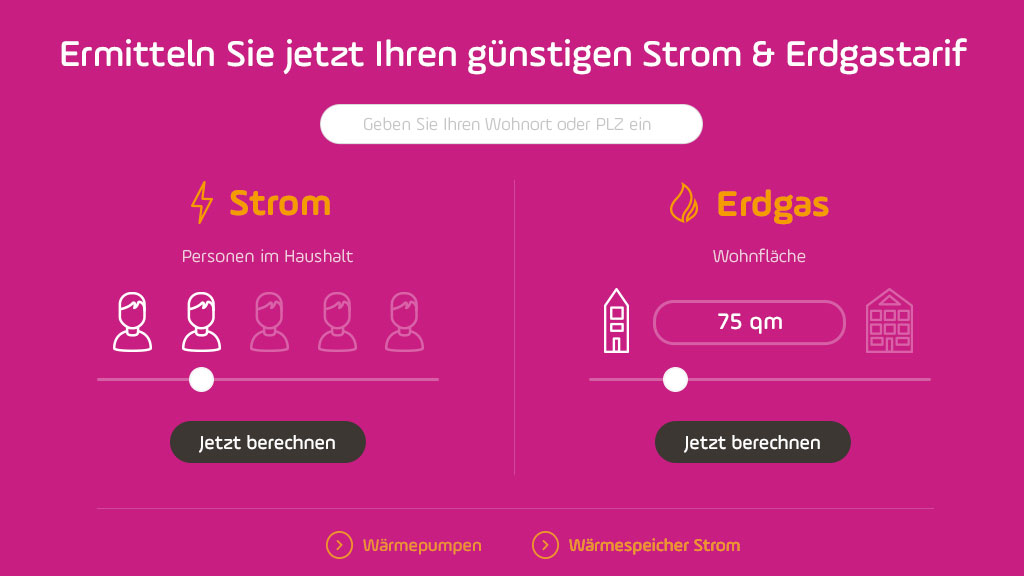 Ermitteln Sie jetzt Ihren günstigen Strom & Erdgastarif
Geben Sie Ihren Wohnort oder PLZ ein
Strom
Personen im Haushalt
Jetzt berechnen
Erdgas
Wohnfläche
75 qm
Jetzt berechnen
Wärmepumpen
Wärmespeicher Strom